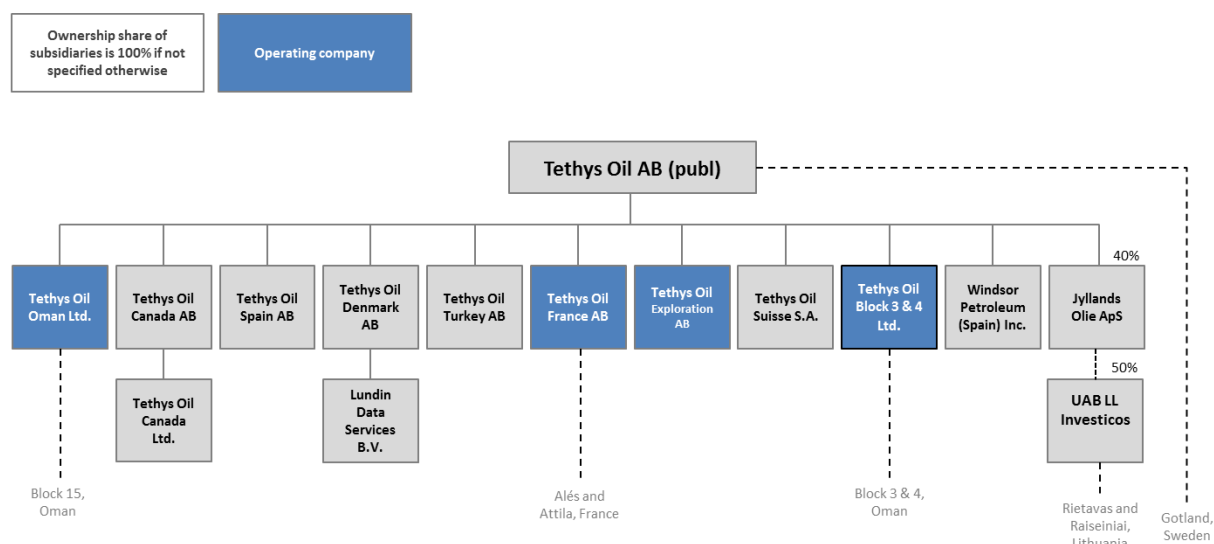 Ownership share of
subsidiaries is 100% if not
specified otherwise
Operating company
Tethys Oil AB (publ)
40%
Tethys Oil
Oman Ltd.
Tethys Oil
Canada AB
Tethys Oil
Spain AB
Tethys Oil
Denmark
AB
Tethys Oil
Turkey AB
Tethys Oil
France AB
Tethys Oil
Exploration
AB
Tethys Oil
Suisse S.A.
Tethys Oil
Block 3 & 4
Ltd.
Windsor
Petroleum
(Spain) Inc.
Jyllands
Olie ApS
50%
Tethys Oil
Canada
Ltd.
Lundin
Data
Services
B.V.
UAB LL
Investicos
Block 15,
Oman
Alés and
Attila, France
Block 3 & 4,
Oman
Rietavas and
Raiseiniai,
Lithuania
Gotland,
Sweden